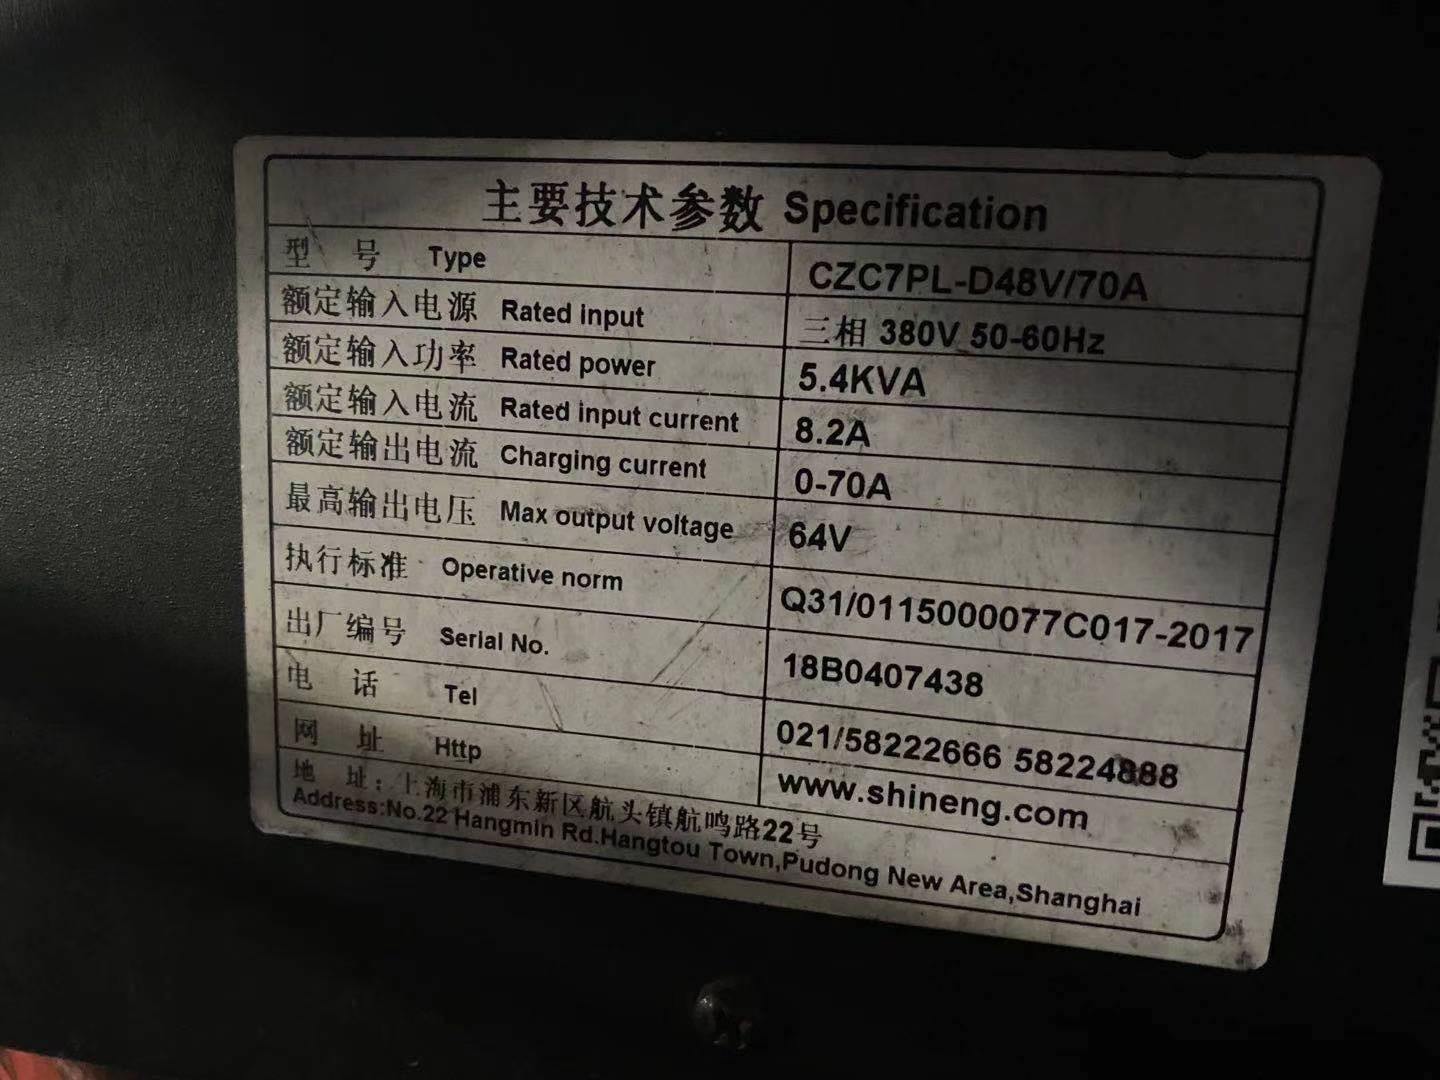 主要技术参数 Specification
型号 Type CZC7PL-D48V/70A
额定输入电源 Rated input 三相 380V 50-60Hz
额定输入功率 Rated power 5.4KVA
额定输入电流 Rated input current 8.2A
额定输出电流 Charging current 0-70A
最高输出电压 Max output voltage 64V
执行标准 Operative norm Q31/0115000077C017-2017
出厂编号 Serial No. 18B0407438
电话 Tel 021/58222666 58224888
网址 Http www.shineng.com
地址：上海市浦东新区航头镇航鸣路22号
Address:No.22 Hangmin Rd.Hangtou Town,Pudong New Area,Shanghai